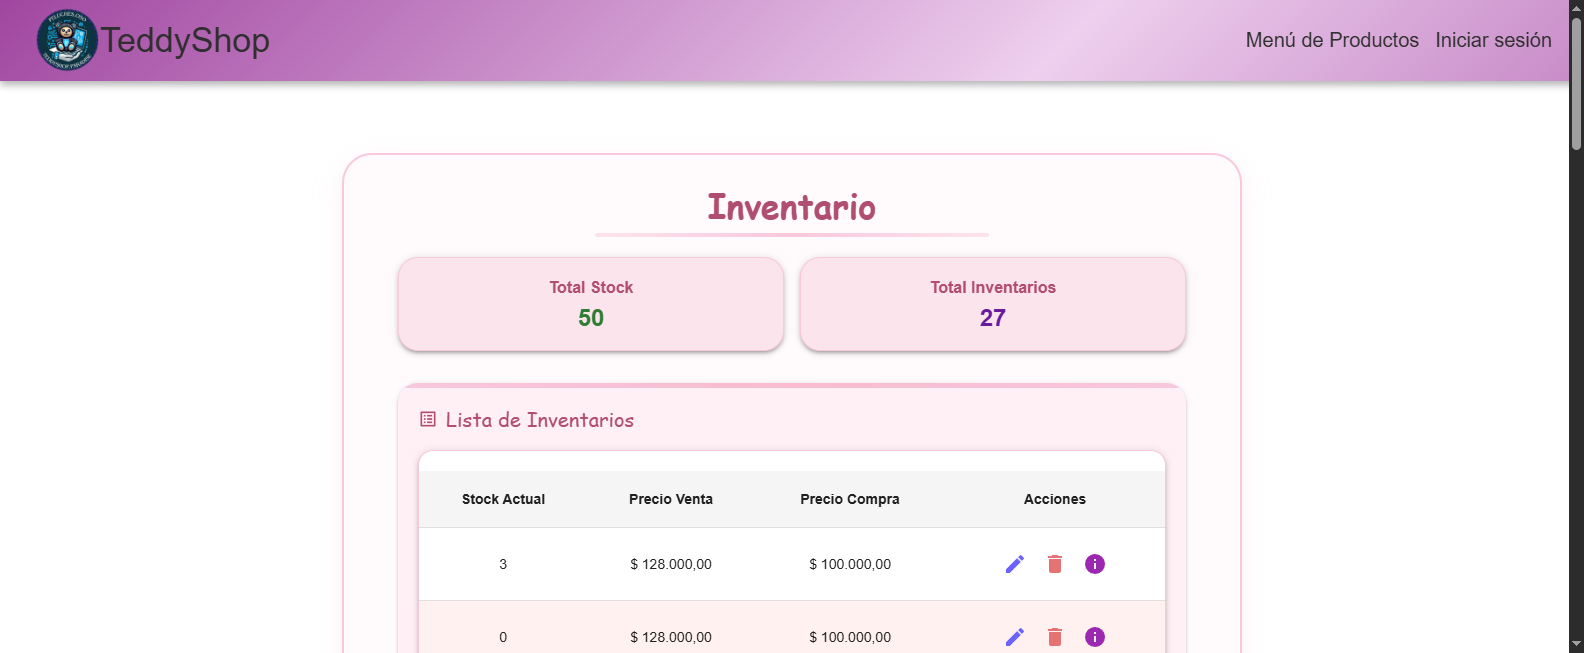 TeddyShop
Menú de Productos
Iniciar sesión
Inventario
Total Stock
50
Total Inventarios
27
Lista de Inventarios
Stock Actual Precio Venta Precio Compra Acciones
3 $ 128.000,00 $ 100.000,00
0 $ 128.000,00 $ 100.000,00